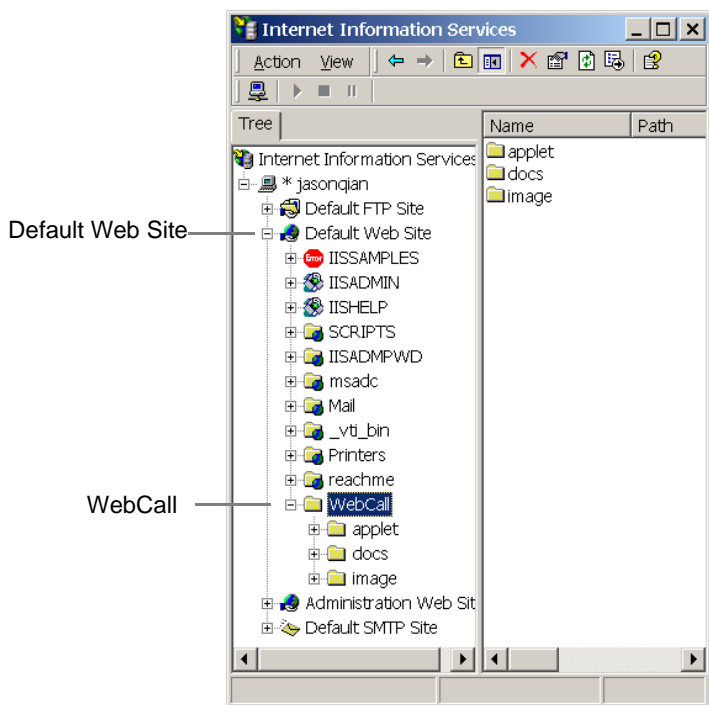 Internet Information Services
Action View
Tree
Name Path
Internet Information Services
* jasonqian
Default FTP Site
Default Web Site
Default Web Site
Error IISSAMPLES
IISADMIN
IISHELP
SCRIPTS
IISADMPWD
msadc
Mail
_vti_bin
Printers
reachme
WebCall
WebCall
applet
docs
image
Administration Web Sit
Default SMTP Site
applet
docs
image